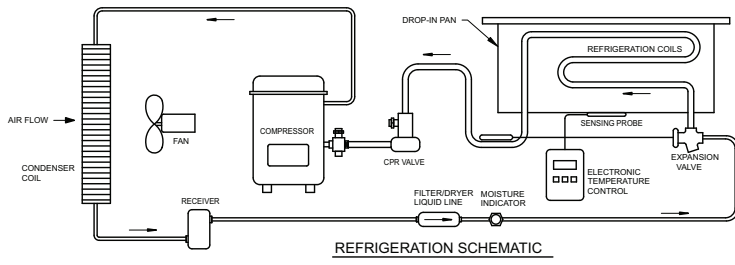 DROP-IN PAN
REFRIGERATION COILS
AIR FLOW
FAN
COMPRESSOR
SENSING PROBE
CPR VALVE
EXPANSION
VALVE
CONDENSER
COIL
ELECTRONIC
TEMPERATURE
CONTROL
RECEIVER
FILTER/DRYER
LIQUID LINE
MOISTURE
INDICATOR
REFRIGERATION SCHEMATIC